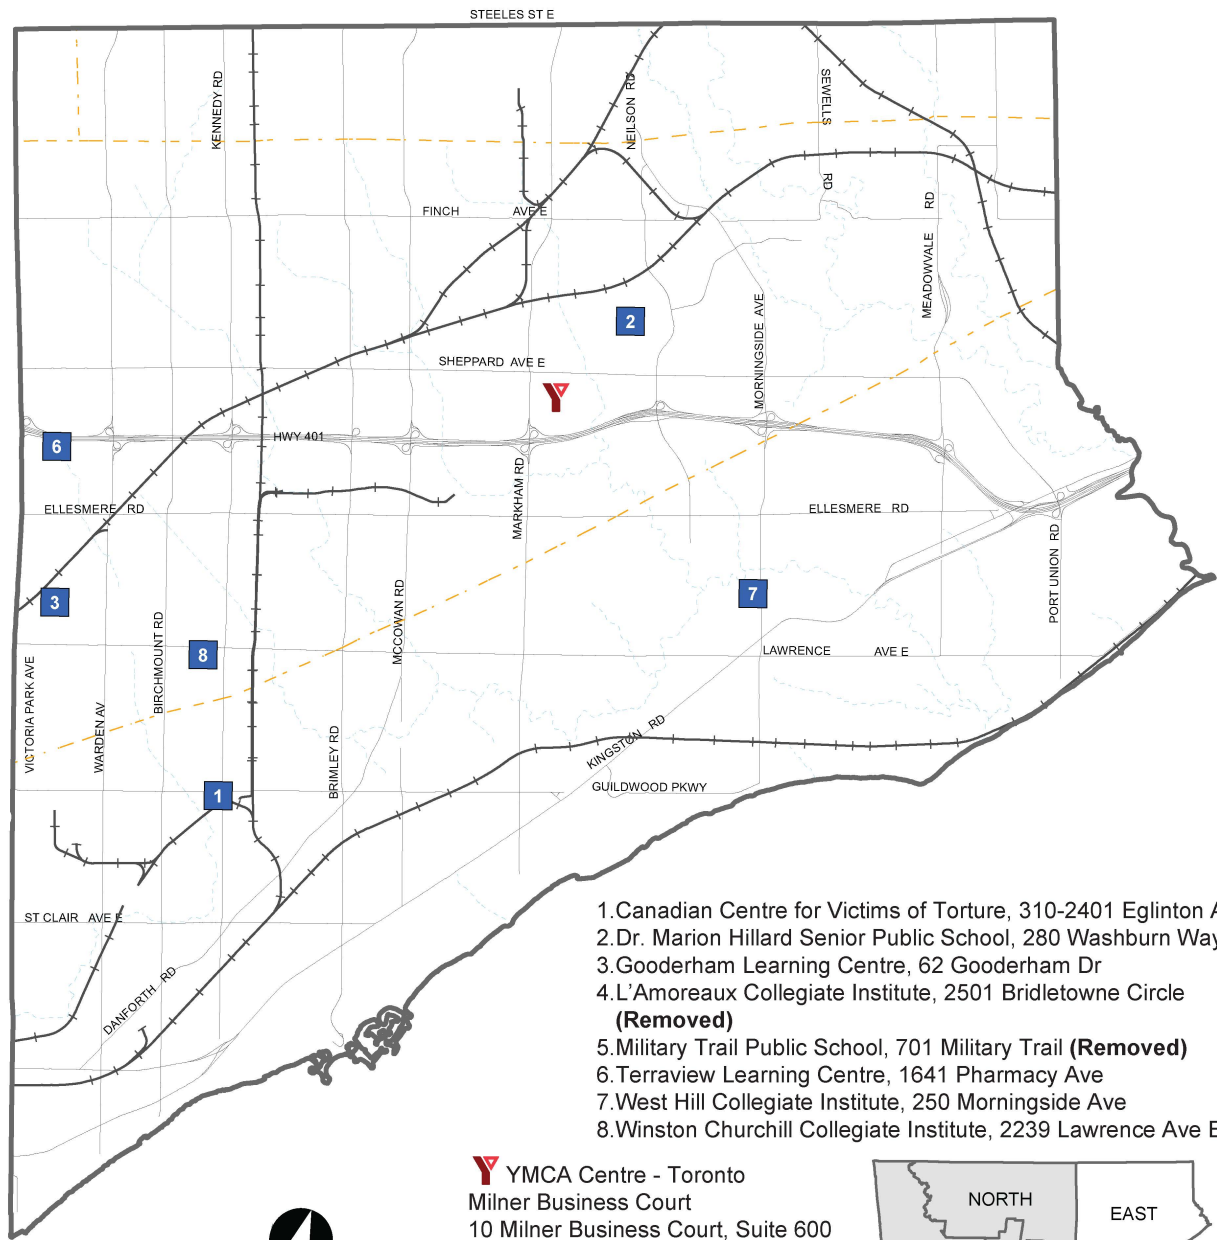 STEELES ST E
KENNEDY RD
NEILSON RD
SEWELLS RD
FINCH AVE E
MEADOWVALE RD
2
MORNINGSIDE AVE
SHEPPARD AVE E
6
HWY 401
MARKHAM RD
ELLESMERE RD
ELLESMERE RD
PORT UNION RD
3
7
MCCOWAN RD
BIRCHMOUNT RD
8
LAWRENCE AVE E
VICTORIA PARK AVE
WARDEN AV
BRIMLEY RD
KINGSTON RD
GUILDWOOD PKWY
1
ST CLAIR AVE E
DANFORTH RD
1.Canadian Centre for Victims of Torture, 310-2401 Eglinton A
2.Dr. Marion Hillard Senior Public School, 280 Washburn Way
3.Gooderham Learning Centre, 62 Gooderham Dr
4.L'Amoreaux Collegiate Institute, 2501 Bridletowne Circle
(Removed)
5.Military Trail Public School, 701 Military Trail (Removed)
6.Terraview Learning Centre, 1641 Pharmacy Ave
7.West Hill Collegiate Institute, 250 Morningside Ave
8.Winston Churchill Collegiate Institute, 2239 Lawrence Ave E
YMCA Centre - Toronto
Milner Business Court
10 Milner Business Court, Suite 600
NORTH
EAST